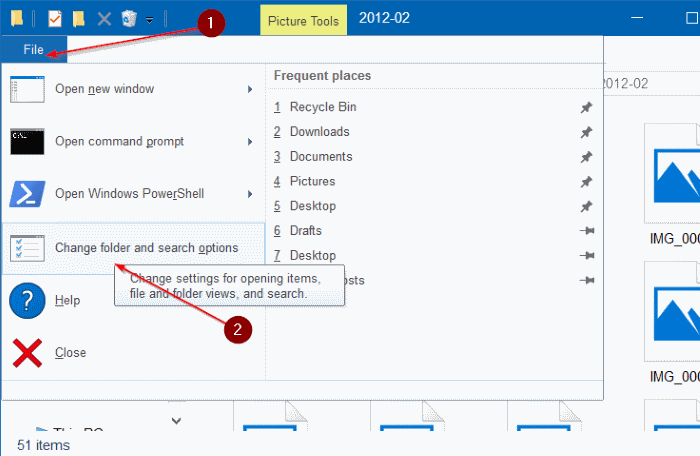 Picture Tools
2012-02
1
File
Open new window
Open command prompt
Open Windows PowerShell
Change folder and search options
Help
Close
Frequent places
1 Recycle Bin
2 Downloads
3 Documents
4 Pictures
5 Desktop
6 Drafts
7 Desktop
osts
Change settings for opening items,
file and folder views, and search.
2
2012-02
IMG_000
IMG_000
51 items